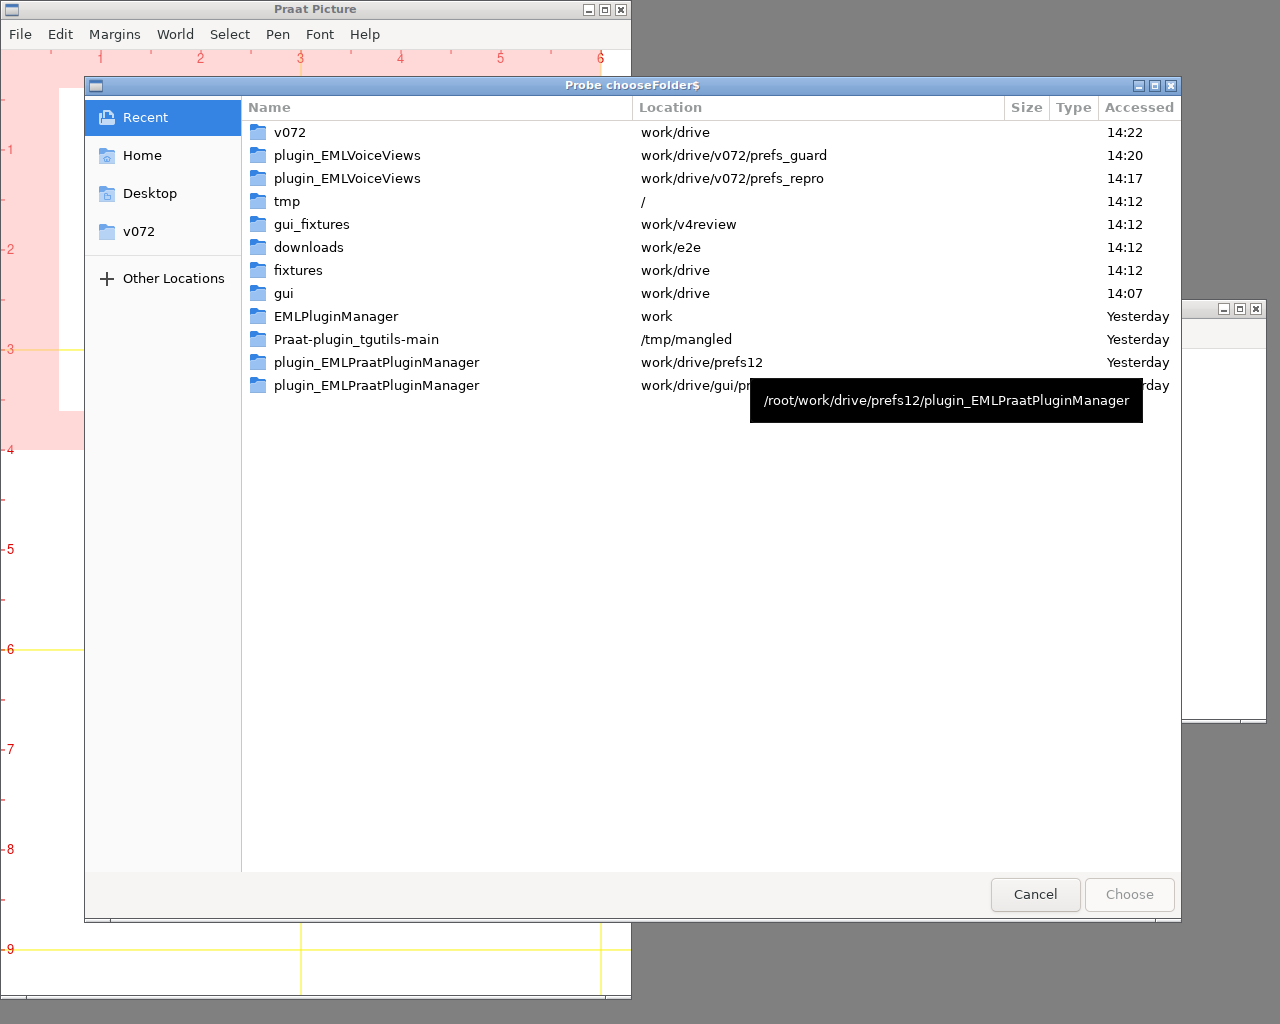 Praat Picture
File Edit Margins World Select Pen Font Help
1 2 3 4 5 6
Probe chooseFolder$
Recent
Home
Desktop
v072
Other Locations
Name Location Size Type Accessed
v072 work/drive 14:22
plugin_EMLVoiceViews work/drive/v072/prefs_guard 14:20
plugin_EMLVoiceViews work/drive/v072/prefs_repro 14:17
tmp / 14:12
gui_fixtures work/v4review 14:12
downloads work/e2e 14:12
fixtures work/drive 14:12
gui work/drive 14:07
EMLPluginManager work Yesterday
Praat-plugin_tgutils-main /tmp/mangled Yesterday
plugin_EMLPraatPluginManager work/drive/prefs12 Yesterday
plugin_EMLPraatPluginManager work/drive/gui/pr
/root/work/drive/prefs12/plugin_EMLPraatPluginManager
Cancel Choose
1
2
3
4
5
6
7
8
9